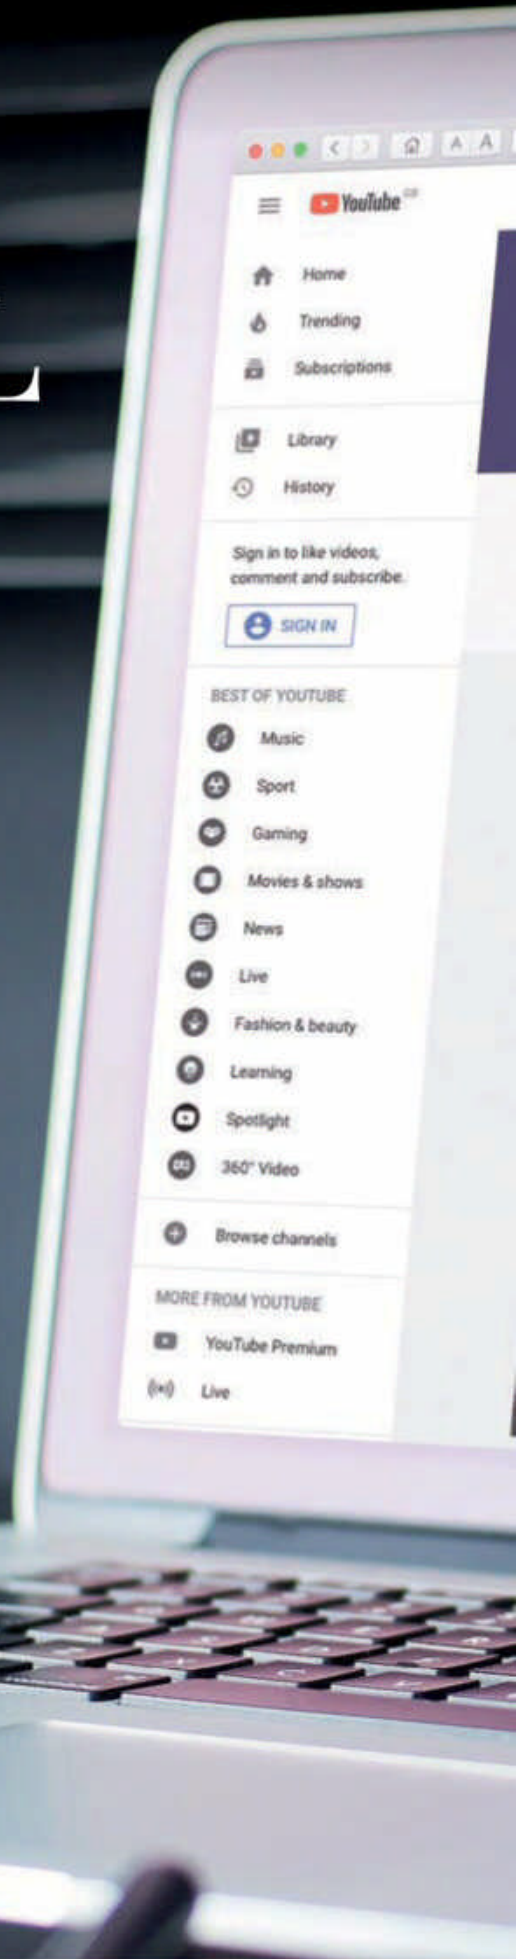 A A
YouTube GB
Home
Trending
Subscriptions
Library
History
Sign in to like videos,
comment and subscribe.
SIGN IN
BEST OF YOUTUBE
Music
Sport
Gaming
Movies & shows
News
Live
Fashion & beauty
Learning
Spotlight
360° Video
Browse channels
MORE FROM YOUTUBE
YouTube Premium
Live